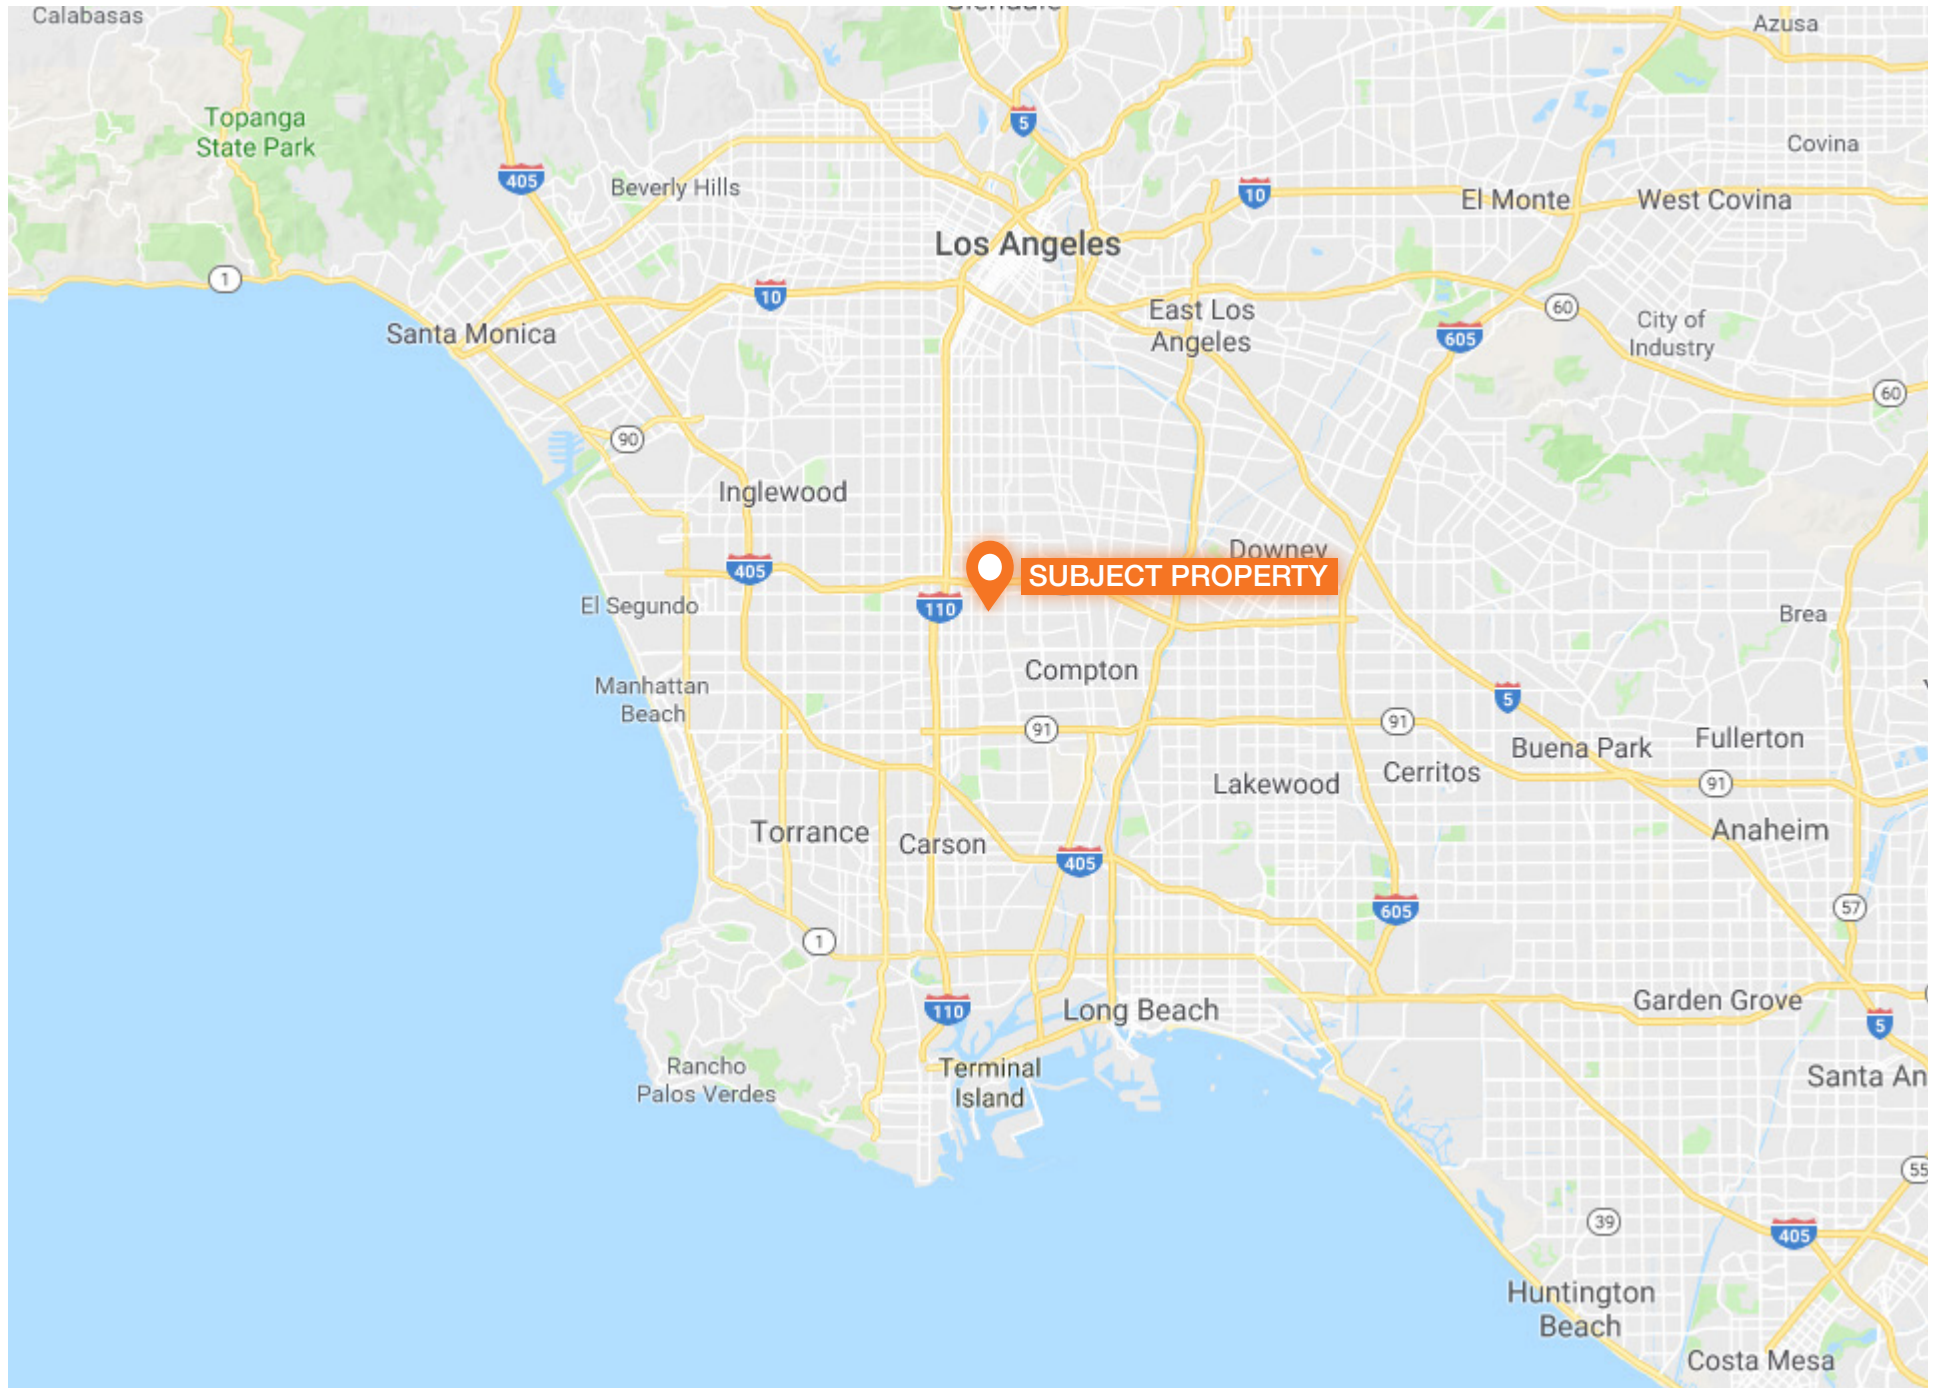 Calabasas
Glendale
Azusa
Topanga
State Park
5
Covina
405
Beverly Hills
10
El Monte
West Covina
Los Angeles
1
10
East Los
Angeles
60
City of
Industry
Santa Monica
605
60
90
Inglewood
Downey
405
SUBJECT PROPERTY
El Segundo
110
Brea
Compton
Manhattan
Beach
5
91
91
Buena Park
Fullerton
Lakewood
Cerritos
91
Torrance
Carson
Anaheim
405
605
57
1
110
Long Beach
Garden Grove
5
Rancho
Palos Verdes
Terminal
Island
Santa An
55
39
405
Huntington
Beach
Costa Mesa